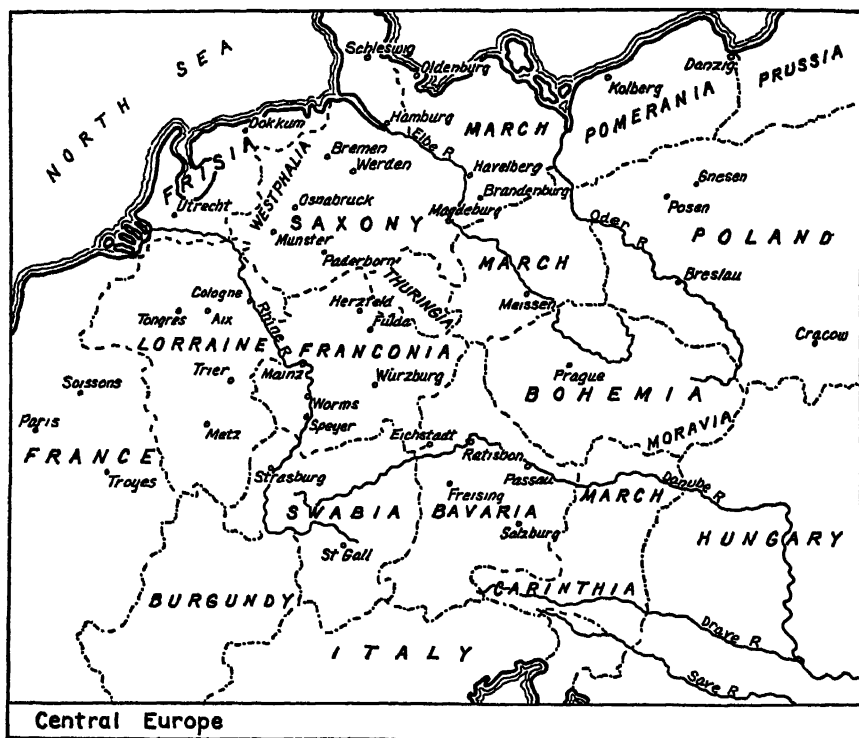 NORTH SEA
Schleswig
Oldenburg
Danzig
Kolberg
PRUSSIA
POMERANIA
Hamburg
Dokkum
Elbe R
MARCH
FRISIA
Bremen
Werden
Havelberg
WESTPHALIA
Brandenburg
Gnesen
Posen
Utrecht
Osnabruck
SAXONY
Magdeburg
Munster
Oder R
POLAND
Paderborn
MARCH
Breslau
THURINGIA
Meissen
Cologne
Herzfeld
Tongres
Aix
Rhine R
Fulda
Cracow
LORRAINE
FRANCONIA
Trier
Mainz
Würzburg
Prague
Soissons
BOHEMIA
Worms
Paris
Metz
Speyer
MORAVIA
Eichstadt
FRANCE
Ratisbon
Troyes
Strasburg
Passau
Danube R
Freising
MARCH
SWABIA
BAVARIA
Salzburg
HUNGARY
St Gall
BURGUNDY
CARINTHIA
Drave R
ITALY
Save R
Central Europe